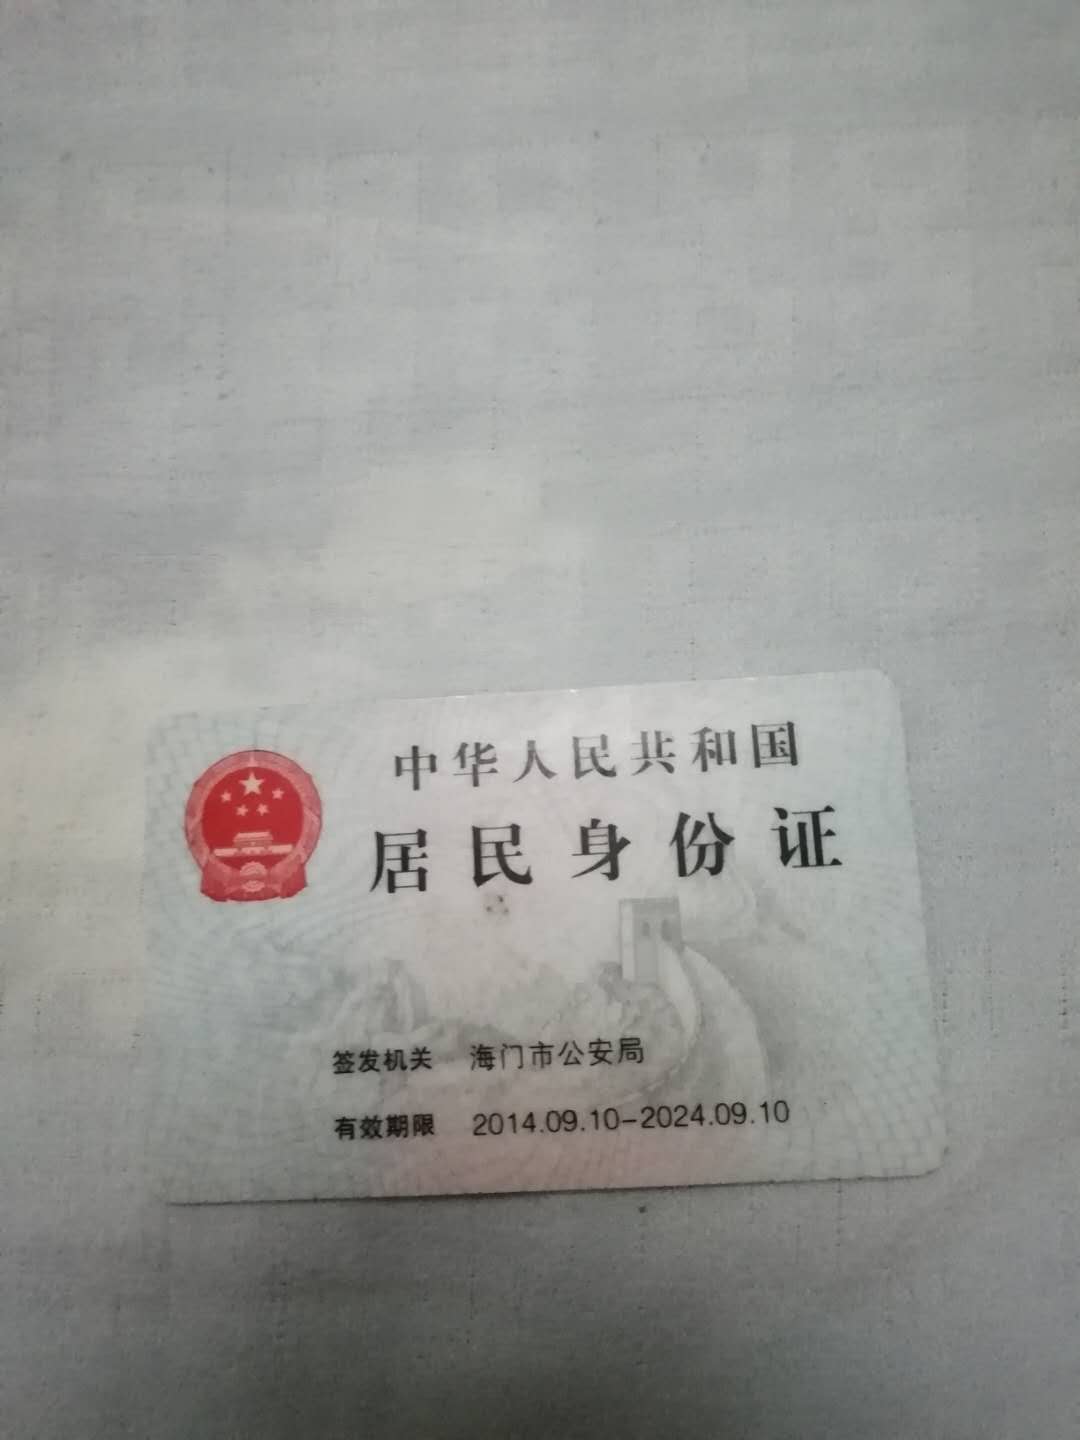 中华人民共和国
居民身份证
签发机关 海门市公安局
有效期限 2014.09.10-2024.09.10